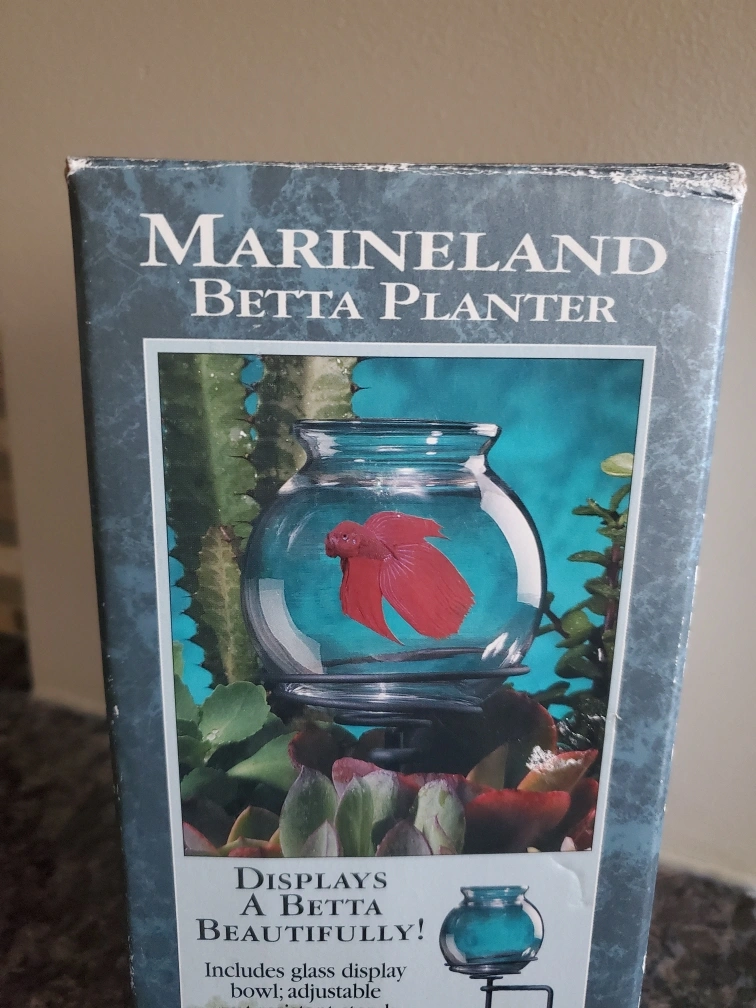 MARINELAND
BETTA PLANTER
DISPLAYS
A BETTA
BEAUTIFULLY!
Includes glass display
bowl; adjustable